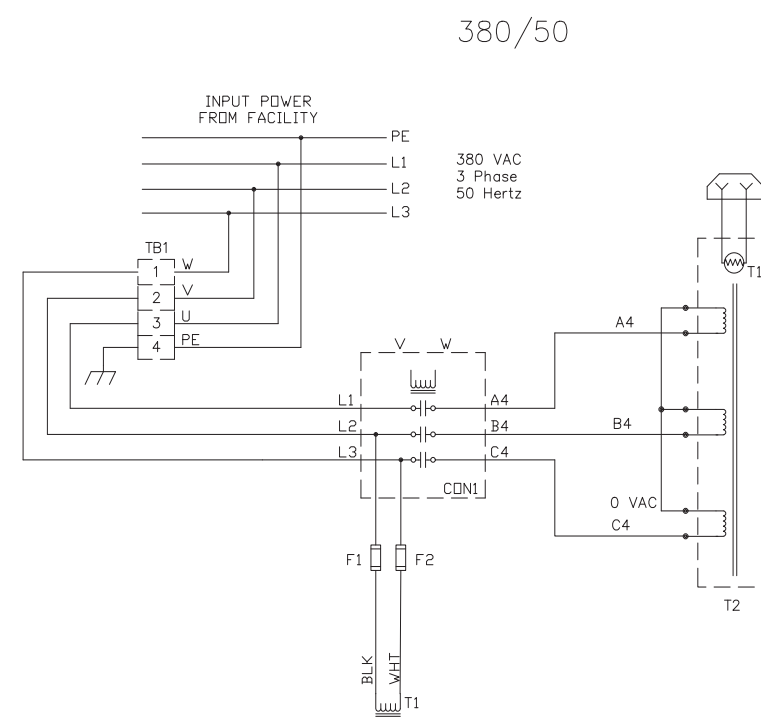 380/50
INPUT POWER
FROM FACILITY
PE
L1
L2
L3
380 VAC
3 Phase
50 Hertz
TB1
1
W
2
V
3
U
4
PE
T1
A4
V
W
L1
A4
L2
B4
B4
L3
C4
CON1
0 VAC
C4
F1
F2
T2
BLK
WHT
T1